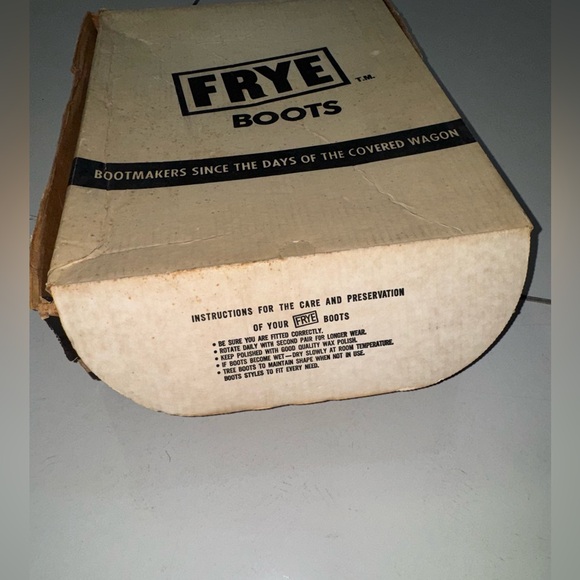 FRYE T.M.
BOOTS
BOOTMAKERS SINCE THE DAYS OF THE COVERED WAGON
INSTRUCTIONS FOR THE CARE AND PRESERVATION
OF YOUR FRYE BOOTS
• BE SURE YOU ARE FITTED CORRECTLY.
• ROTATE DAILY WITH SECOND PAIR FOR LONGER WEAR.
• KEEP POLISHED WITH GOOD QUALITY WAX POLISH.
• IF BOOTS BECOME WET—DRY SLOWLY AT ROOM TEMPERATURE.
• TREE BOOTS TO MAINTAIN SHAPE WHEN NOT IN USE.
BOOTS STYLES TO FIT EVERY NEED.